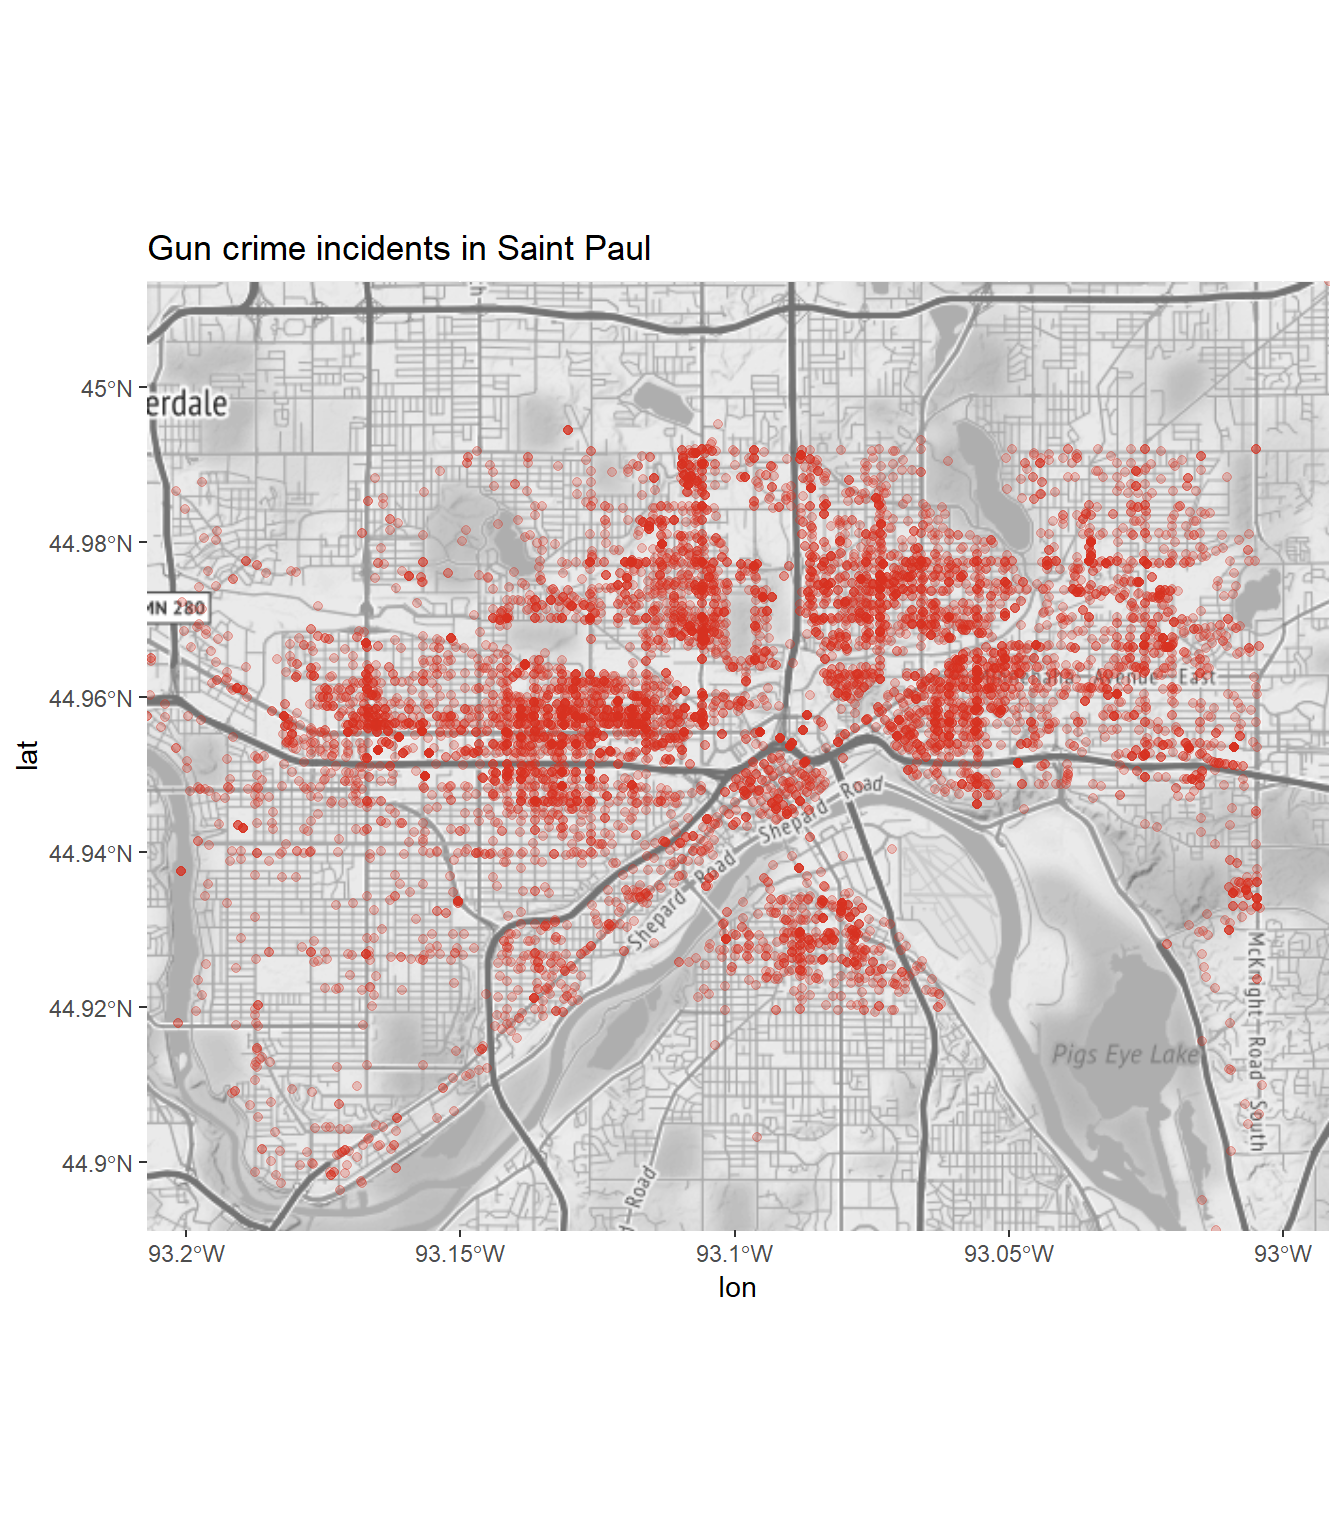 Gun crime incidents in Saint Paul
45°N
44.98°N
44.96°N
44.94°N
44.92°N
44.9°N
lat
erdale
MN 280
Avenue East
Shepard Road
Shepard Road
McKnight Road South
Pigs Eye Lake
Road
93.2°W
93.15°W
93.1°W
93.05°W
93°W
lon